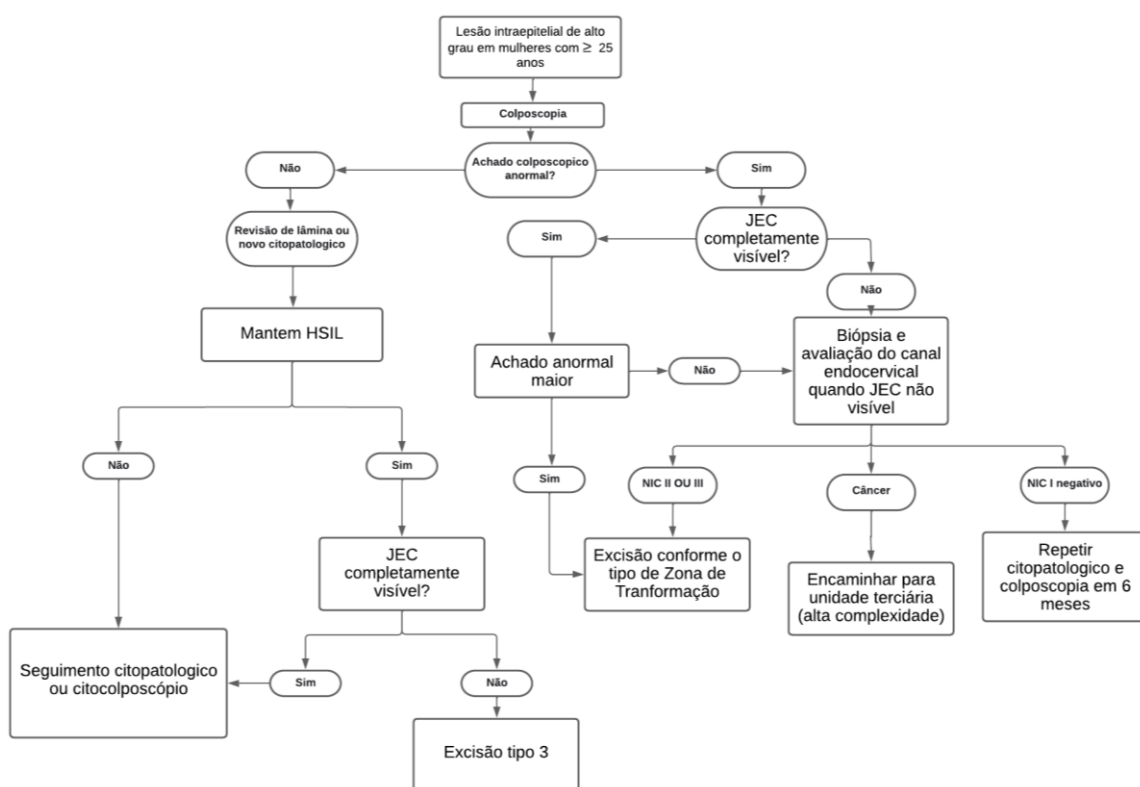 Lesão intraepitelial de alto
grau em mulheres com ≥ 25
anos
Colposcopia
Achado colposcopico
anormal?
Não
Sim
Revisão de lâmina ou
novo citopatologico
JEC
completamente
visível?
Sim
Não
Mantem HSIL
Achado anormal
maior
Não
Biópsia e
avaliação do canal
endocervical
quando JEC não
visível
Não
Sim
Sim
NIC II OU III
Câncer
NIC I negativo
JEC
completamente
visível?
Excisão conforme o
tipo de Zona de
Tranformação
Encaminhar para
unidade terciária
(alta complexidade)
Repetir
citopatologico e
colposcopia em 6
meses
Seguimento citopatologico
ou citocolposcópio
Sim
Não
Excisão tipo 3